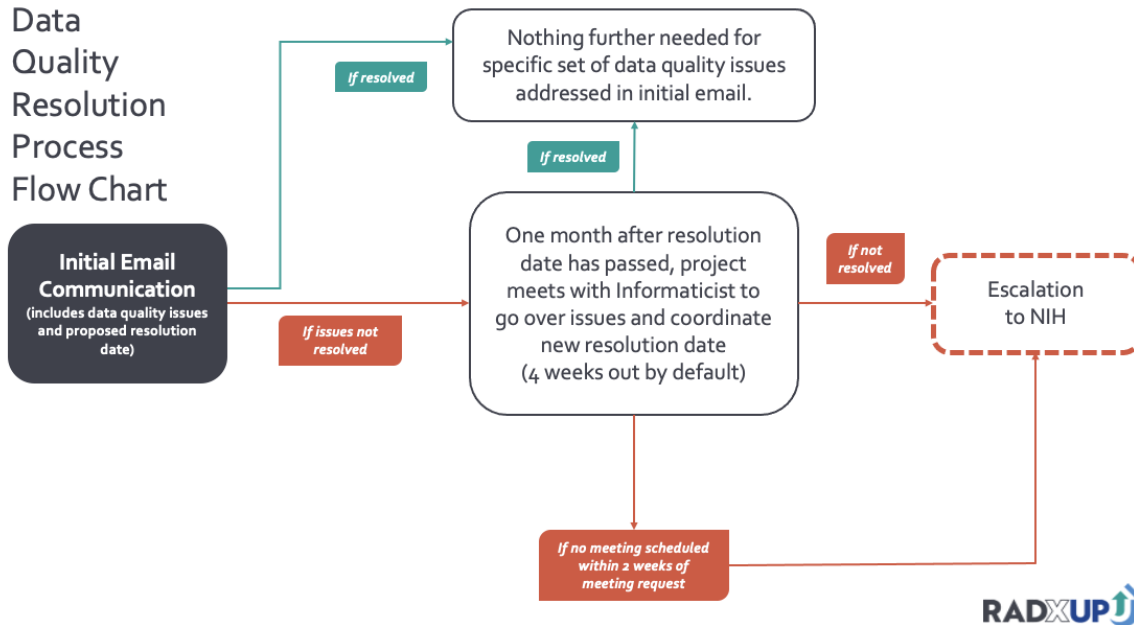 Data
Quality
Resolution
Process
Flow Chart
If resolved
Nothing further needed for
specific set of data quality issues
addressed in initial email.
If resolved
Initial Email
Communication
(includes data quality issues
and proposed resolution
date)
If issues not
resolved
One month after resolution
date has passed, project
meets with Informaticist to
go over issues and coordinate
new resolution date
(4 weeks out by default)
If not
resolved
Escalation
to NIH
If no meeting scheduled
within 2 weeks of
meeting request
RADXUP